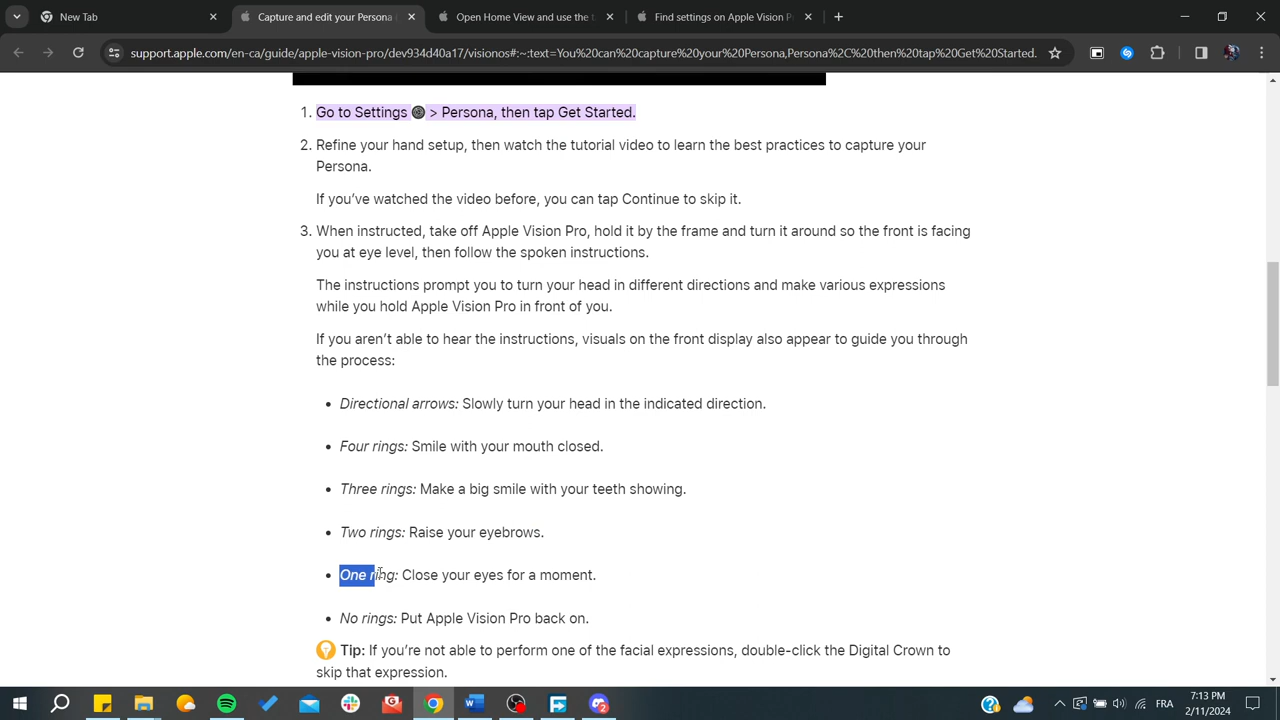 New Tab
Capture and edit your Persona
Open Home View and use the t
Find settings on Apple Vision P
support.apple.com/en-ca/guide/apple-vision-pro/dev934d40a17/visionos#:~:text=You%20can%20capture%20your%20Persona,Persona%2C%20then%20tap%20Get%20Started.
1. Go to Settings > Persona, then tap Get Started.
2. Refine your hand setup, then watch the tutorial video to learn the best practices to capture your
Persona.
If you’ve watched the video before, you can tap Continue to skip it.
3. When instructed, take off Apple Vision Pro, hold it by the frame and turn it around so the front is facing
you at eye level, then follow the spoken instructions.
The instructions prompt you to turn your head in different directions and make various expressions
while you hold Apple Vision Pro in front of you.
If you aren’t able to hear the instructions, visuals on the front display also appear to guide you through
the process:
• Directional arrows: Slowly turn your head in the indicated direction.
• Four rings: Smile with your mouth closed.
• Three rings: Make a big smile with your teeth showing.
• Two rings: Raise your eyebrows.
• One ring: Close your eyes for a moment.
• No rings: Put Apple Vision Pro back on.
Tip: If you’re not able to perform one of the facial expressions, double-click the Digital Crown to
skip that expression.
FRA
7:13 PM
2/11/2024